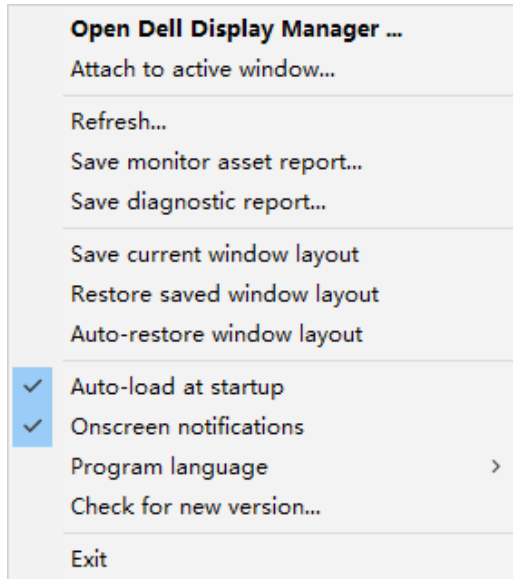 Open Dell Display Manager ...
Attach to active window...
Refresh...
Save monitor asset report...
Save diagnostic report...
Save current window layout
Restore saved window layout
Auto-restore window layout
Auto-load at startup
Onscreen notifications
Program language
Check for new version...
Exit